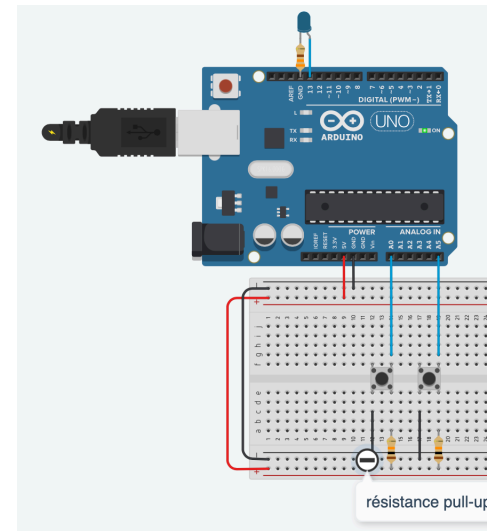 AREF
GND
13
12
~11
~10
~9
8
7
~6
~5
4
~3
2
TX→1
RX←0
DIGITAL (PWM~)
L
TX
RX
ARDUINO
UNO
ON
IOREF
RESET
3.3V
5V
GND
GND
Vin
POWER
ANALOG IN
A0
A1
A2
A3
A4
A5
j
i
h
g
f
e
d
c
b
a
résistance pull-up